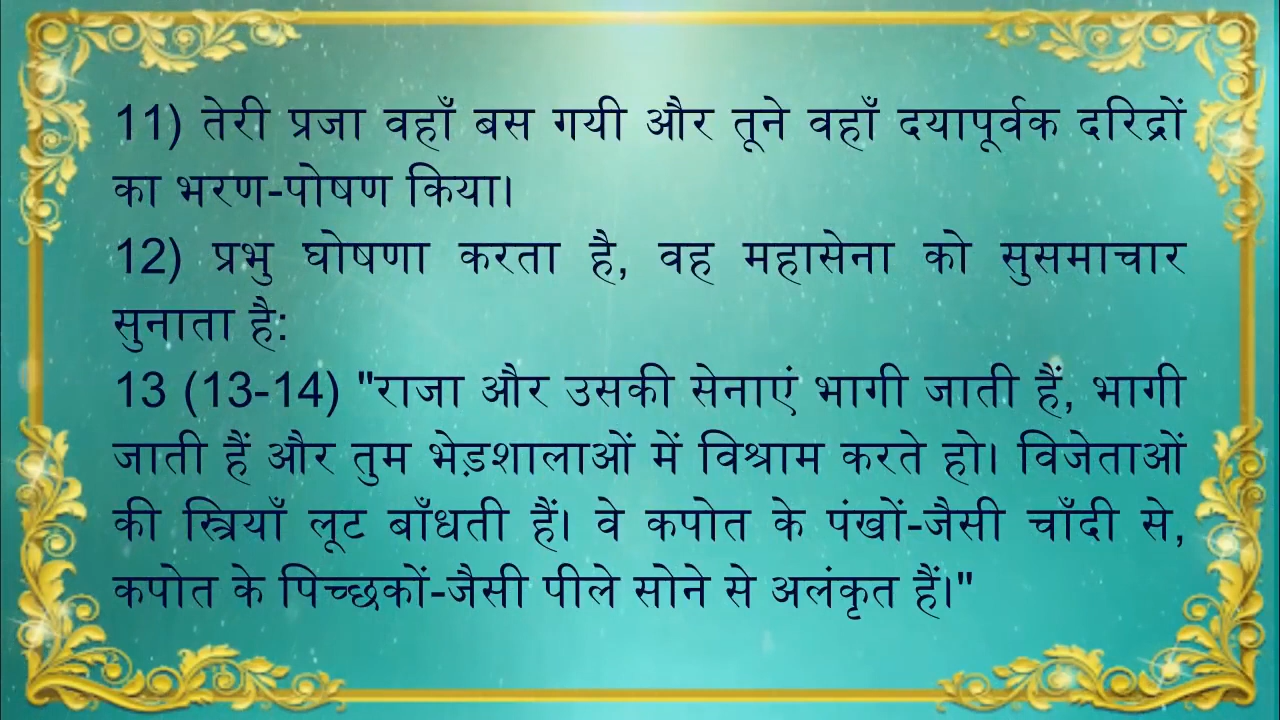 11) तेरी प्रजा वहाँ बस गयी और तूने वहाँ दयापूर्वक दरिद्रों
का भरण-पोषण किया।
12) प्रभु घोषणा करता है, वह महासेना को सुसमाचार
सुनाता है:
13 (13-14) "राजा और उसकी सेनाएं भागी जाती हैं, भागी
जाती हैं और तुम भेड़शालाओं में विश्राम करते हो। विजेताओं
की स्त्रियाँ लूट बाँधती हैं। वे कपोत के पंखों-जैसी चाँदी से,
कपोत के पिच्छकों-जैसी पीले सोने से अलंकृत हैं।"